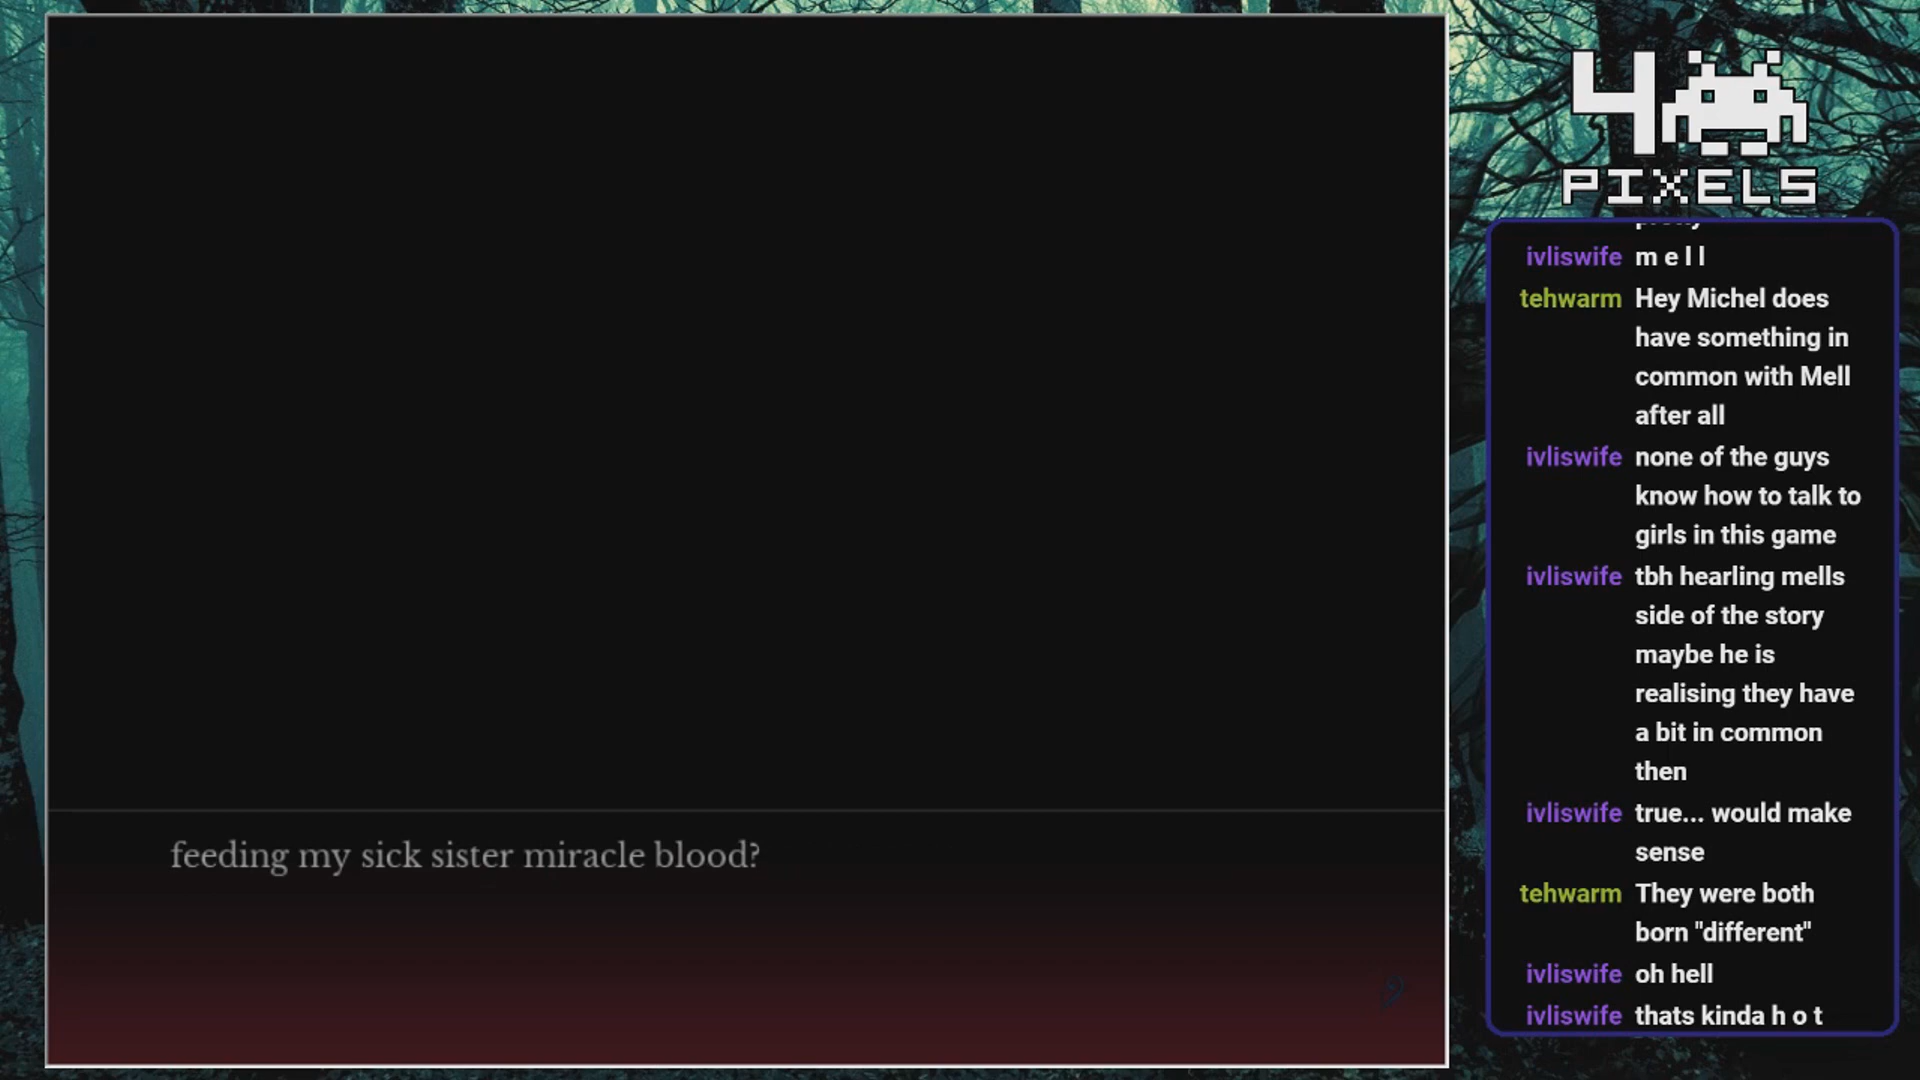 feeding my sick sister miracle blood?
4
PIXELS
ivliswife m e l l
tehwarm Hey Michel does
have something in
common with Mell
after all
ivliswife none of the guys
know how to talk to
girls in this game
ivliswife tbh hearling mells
side of the story
maybe he is
realising they have
a bit in common
then
ivliswife true... would make
sense
tehwarm They were both
born "different"
ivliswife oh hell
ivliswife thats kinda h o t